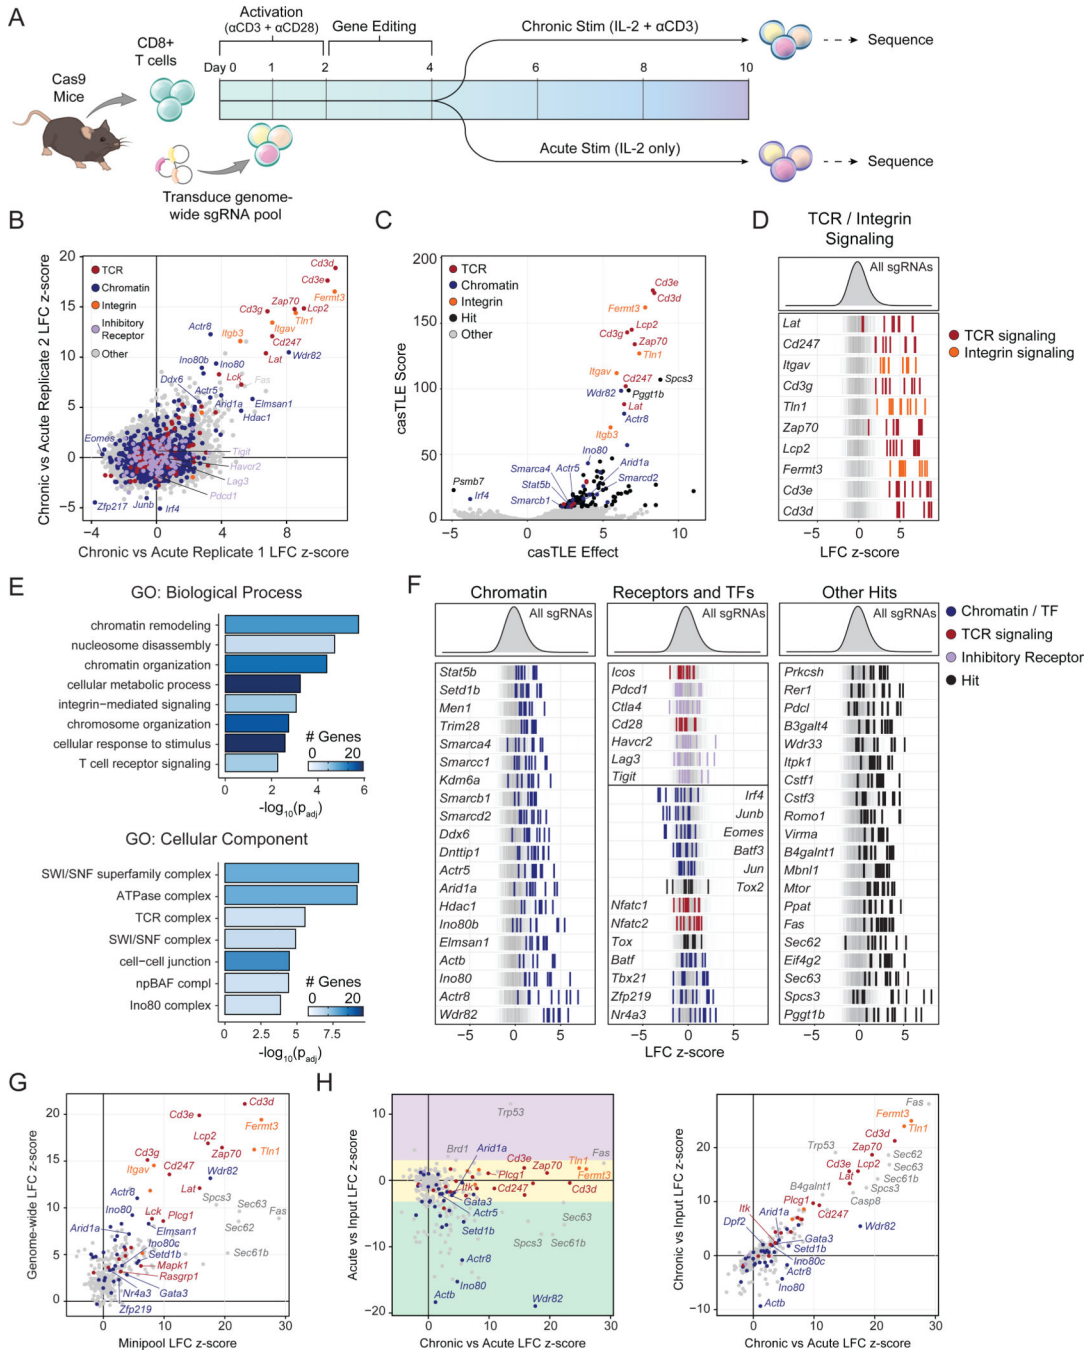 A
Activation
(αCD3 + αCD28)
Gene Editing
Chronic Stim (IL-2 + αCD3)
Sequence
CD8+
T cells
Cas9
Mice
Day 0
1
2
4
6
8
10
Transduce genome-
wide sgRNA pool
Acute Stim (IL-2 only)
Sequence
B
Chronic vs Acute Replicate 2 LFC z-score
20
15
10
5
0
−5
TCR
Chromatin
Integrin
Inhibitory
Receptor
Other
Cd3d
Cd3e
Fermt3
Zap70
Lcp2
Cd3g
Tln1
Itgav
Actr8
Itgb3
Cd247
Lat
Wdr82
Ino80b
Ino80
Lck
Fas
Ddx6
Actr5
Arid1a
Elmsan1
Hdac1
Eomes
Tigit
Havcr2
Lag3
Pdcd1
Zfp217
Junb
Irf4
−4
0
4
8
Chronic vs Acute Replicate 1 LFC z-score
C
casTLE Score
200
150
100
50
0
TCR
Chromatin
Integrin
Hit
Other
Cd3e
Cd3d
Fermt3
Cd3g
Lcp2
Zap70
Tln1
Itgav
Cd247
Spcs3
Wdr82
Pggt1b
Lat
Actr8
Itgb3
Ino80
Smarca4
Actr5
Arid1a
Stat5b
Smarcd2
Smarcb1
Psmb7
Irf4
−5
0
5
10
casTLE Effect
D
TCR / Integrin
Signaling
All sgRNAs
TCR signaling
Integrin signaling
Lat
Cd247
Itgav
Cd3g
Tln1
Zap70
Lcp2
Fermt3
Cd3e
Cd3d
−5
0
5
LFC z-score
E
GO: Biological Process
chromatin remodeling
nucleosome disassembly
chromatin organization
cellular metabolic process
integrin−mediated signaling
chromosome organization
cellular response to stimulus
T cell receptor signaling
# Genes
0
20
0
2
4
6
-log10(padj)
GO: Cellular Component
SWI/SNF superfamily complex
ATPase complex
TCR complex
SWI/SNF complex
cell−cell junction
npBAF compl
Ino80 complex
# Genes
0
20
0
2.5
5
7.5
-log10(padj)
F
Chromatin
All sgRNAs
Stat5b
Setd1b
Men1
Trim28
Smarca4
Smarcc1
Kdm6a
Smarcb1
Smarcd2
Ddx6
Dnttip1
Actr5
Arid1a
Hdac1
Ino80b
Elmsan1
Actb
Ino80
Actr8
Wdr82
−5
0
5
Receptors and TFs
All sgRNAs
Icos
Pdcd1
Ctla4
Cd28
Havcr2
Lag3
Tigit
Irf4
Junb
Eomes
Batf3
Jun
Tox2
Nfatc1
Nfatc2
Tox
Batf
Tbx21
Zfp219
Nr4a3
−5
0
5
LFC z-score
Other Hits
All sgRNAs
Prkcsh
Rer1
Pdcl
B3galt4
Wdr33
Itpk1
Cstf1
Cstf3
Romo1
Virma
B4galnt1
Mbnl1
Mtor
Ppat
Fas
Sec62
Eif4g2
Sec63
Spcs3
Pggt1b
−5
0
5
Chromatin / TF
TCR signaling
Inhibitory Receptor
Hit
G
Genome-wide LFC z-score
20
15
10
5
0
Cd3d
Cd3e
Fermt3
Lcp2
Zap70
Tln1
Cd3g
Itgav
Cd247
Wdr82
Lat
Actr8
Spcs3
Sec63
Ino80
Lck
Plcg1
Fas
Arid1a
Elmsan1
Sec62
Ino80c
Setd1b
Sec61b
Mapk1
Rasgrp1
Nr4a3
Gata3
Zfp219
0
10
20
30
Minipool LFC z-score
H
Acute vs Input LFC z-score
10
0
−10
−20
Trp53
Brd1
Arid1a
Cd3e
Tln1
Fas
Plcg1
Zap70
Fermt3
Itk
Cd247
Cd3d
Gata3
Actr5
Sec63
Setd1b
Spcs3
Sec61b
Actr8
Ino80
Actb
Wdr82
0
10
20
30
Chronic vs Acute LFC z-score
Chronic vs Input LFC z-score
30
20
10
0
−10
Fas
Fermt3
Tln1
Cd3d
Trp53
Zap70
Sec62
Cd3e
Lcp2
Sec63
Lat
Sec61b
B4galnt1
Spcs3
Plcg1
Casp8
Itk
Arid1a
Cd247
Dpf2
Wdr82
Gata3
Setd1b
Ino80c
Actr8
Ino80
Actb
0
10
20
30
Chronic vs Acute LFC z-score